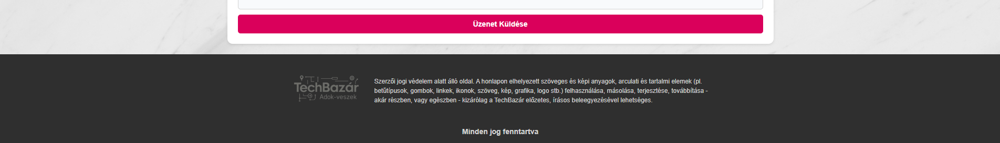 Üzenet Küldése
TechBazár
Adok-veszek
Szerzői jogi védelem alatt álló oldal. A honlapon elhelyezett szöveges és képi anyagok, arculati és tartalmi elemek (pl.
betűtípusok, gombok, linkek, ikonok, szöveg, kép, grafika, logo stb.) felhasználása, másolása, terjesztése, továbbítása -
akár részben, vagy egészben - kizárólag a TechBazár előzetes, írásos beleegyezésével lehetséges.
Minden jog fenntartva